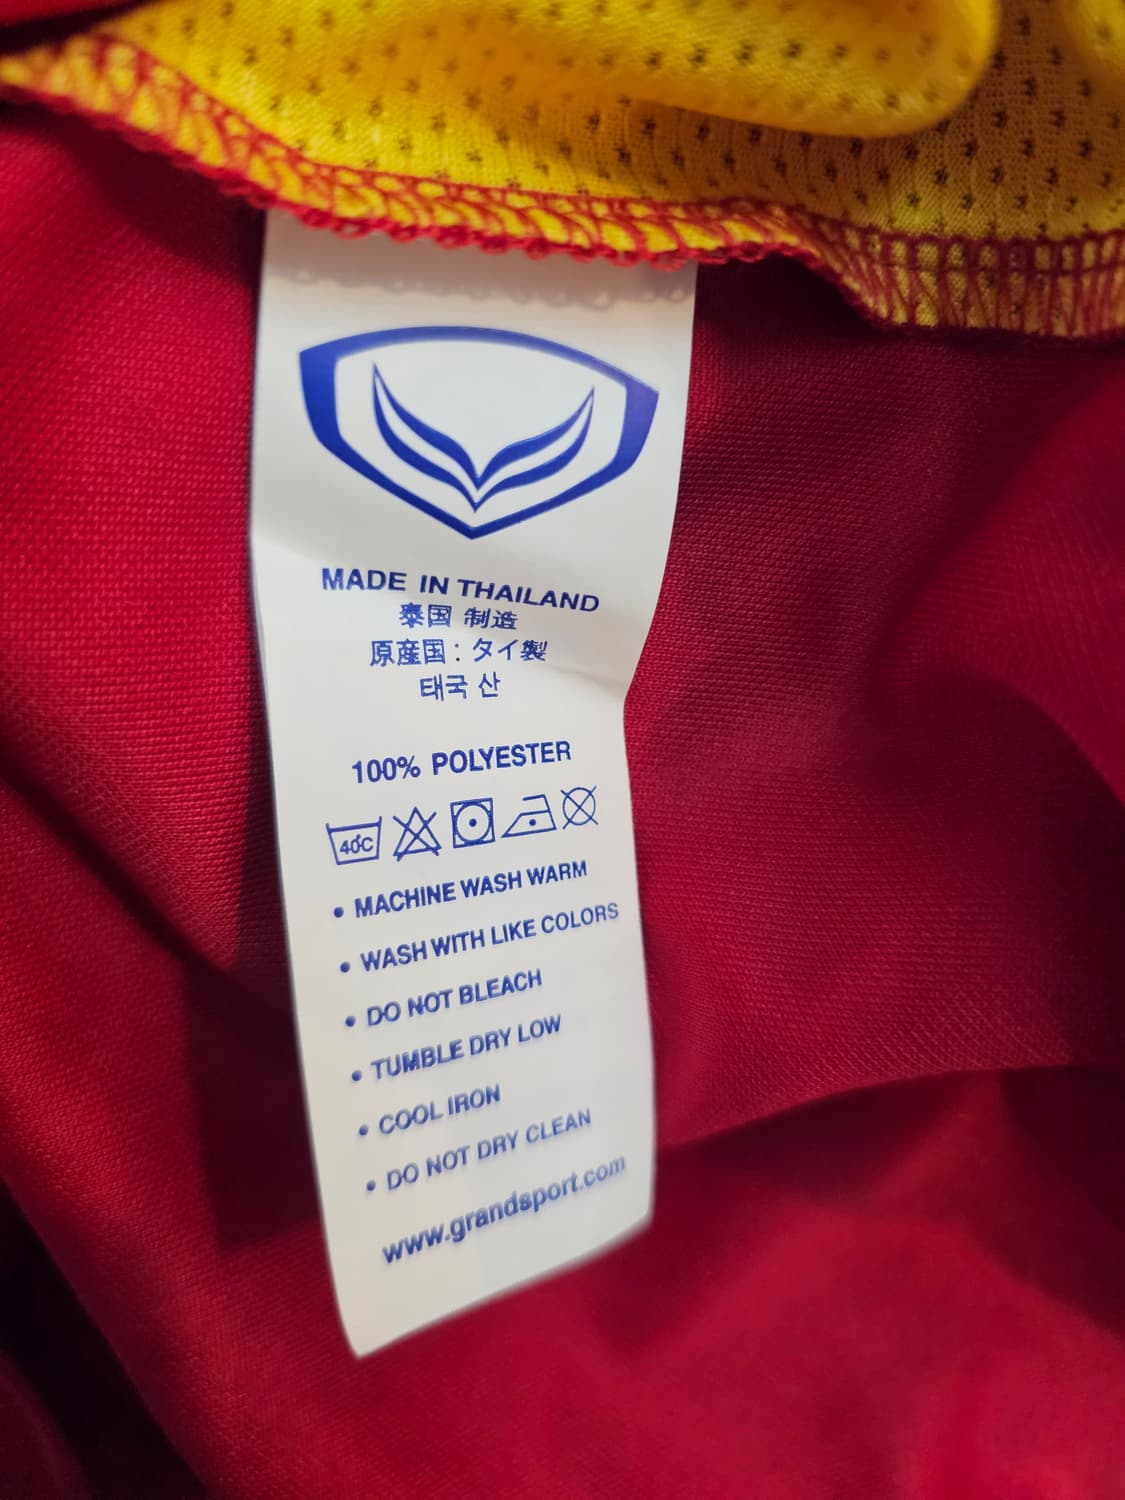 MADE IN THAILAND
泰国 制造
原産国 : タイ製
태국 산
100% POLYESTER
40°C
• MACHINE WASH WARM
• WASH WITH LIKE COLORS
• DO NOT BLEACH
• TUMBLE DRY LOW
• COOL IRON
• DO NOT DRY CLEAN
www.grandsport.com